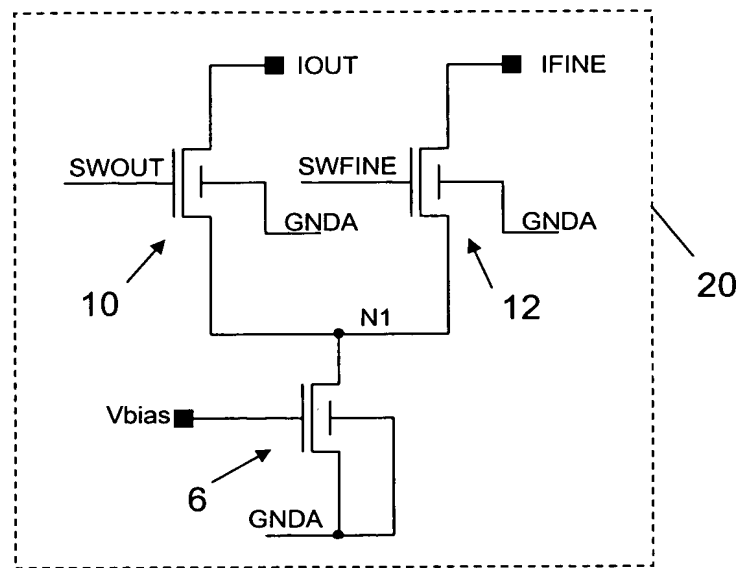 IOUT
IFINE
SWOUT
SWFINE
GNDA
GNDA
10
N1
12
20
Vbias
6
GNDA